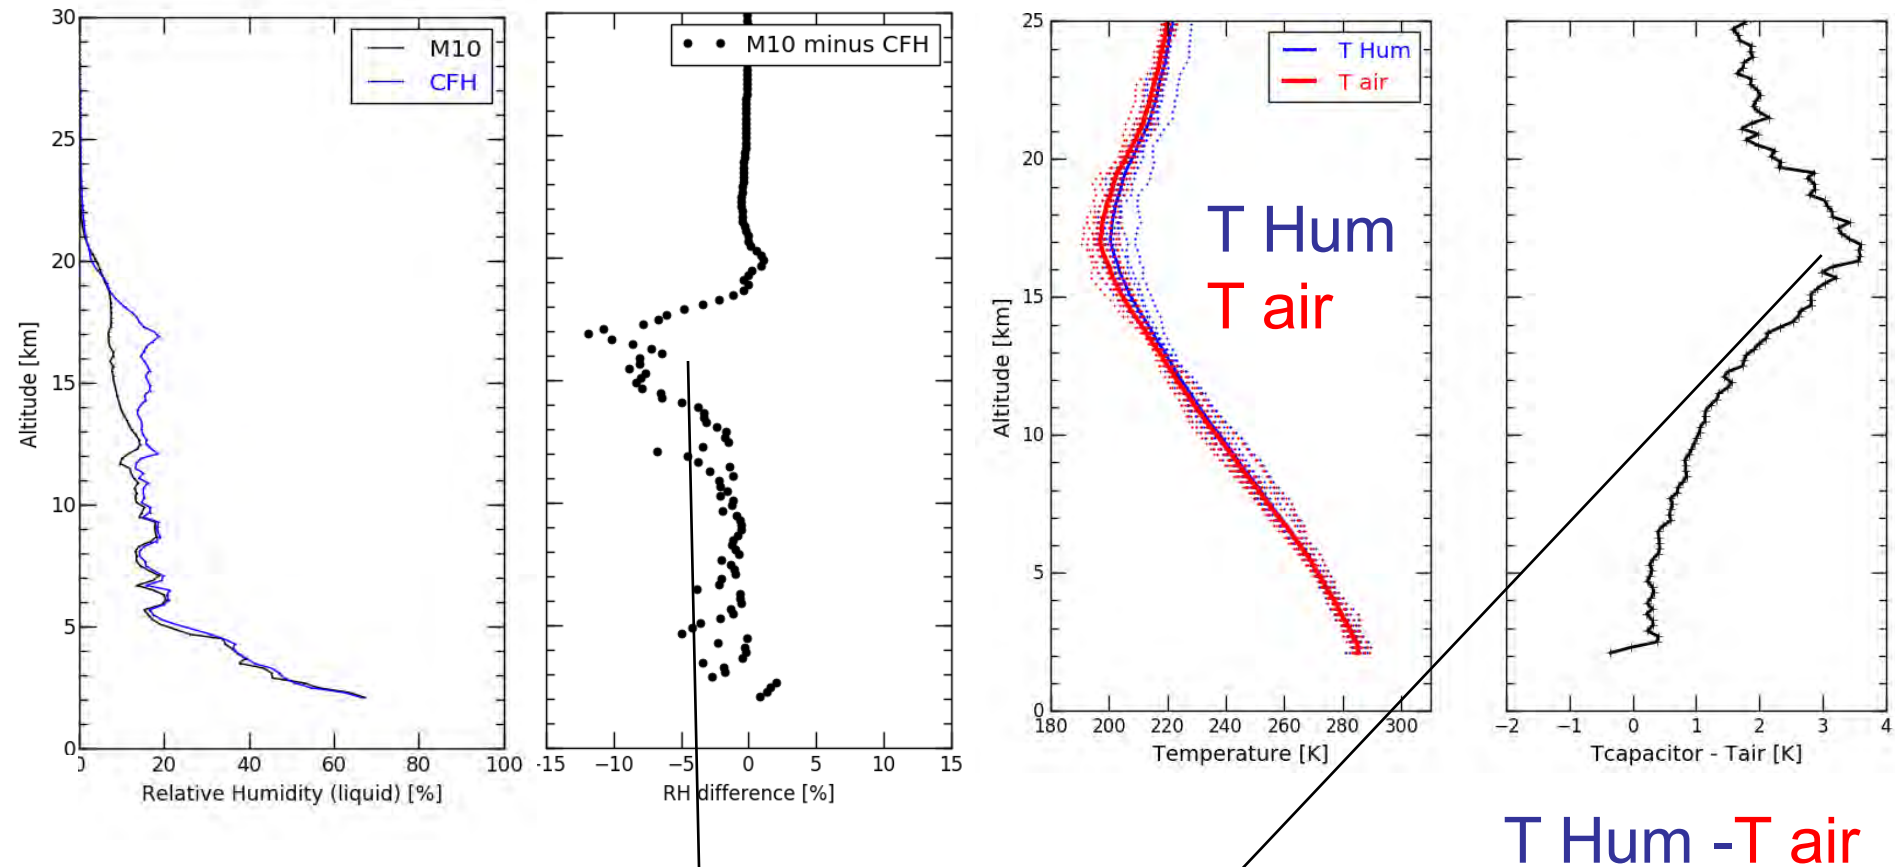 30
25
20
15
10
5
0
Altitude [km]
M10
CFH
0 20 40 60 80 100
Relative Humidity (liquid) [%]
M10 minus CFH
-15 −10 −5 0 5 10 15
RH difference [%]
25
20
15
10
5
0
Altitude [km]
T Hum
T air
T Hum
T air
180 200 220 240 260 280 300
Temperature [K]
−2 −1 0 1 2 3 4
Tcapacitor - Tair [K]
T Hum -T air